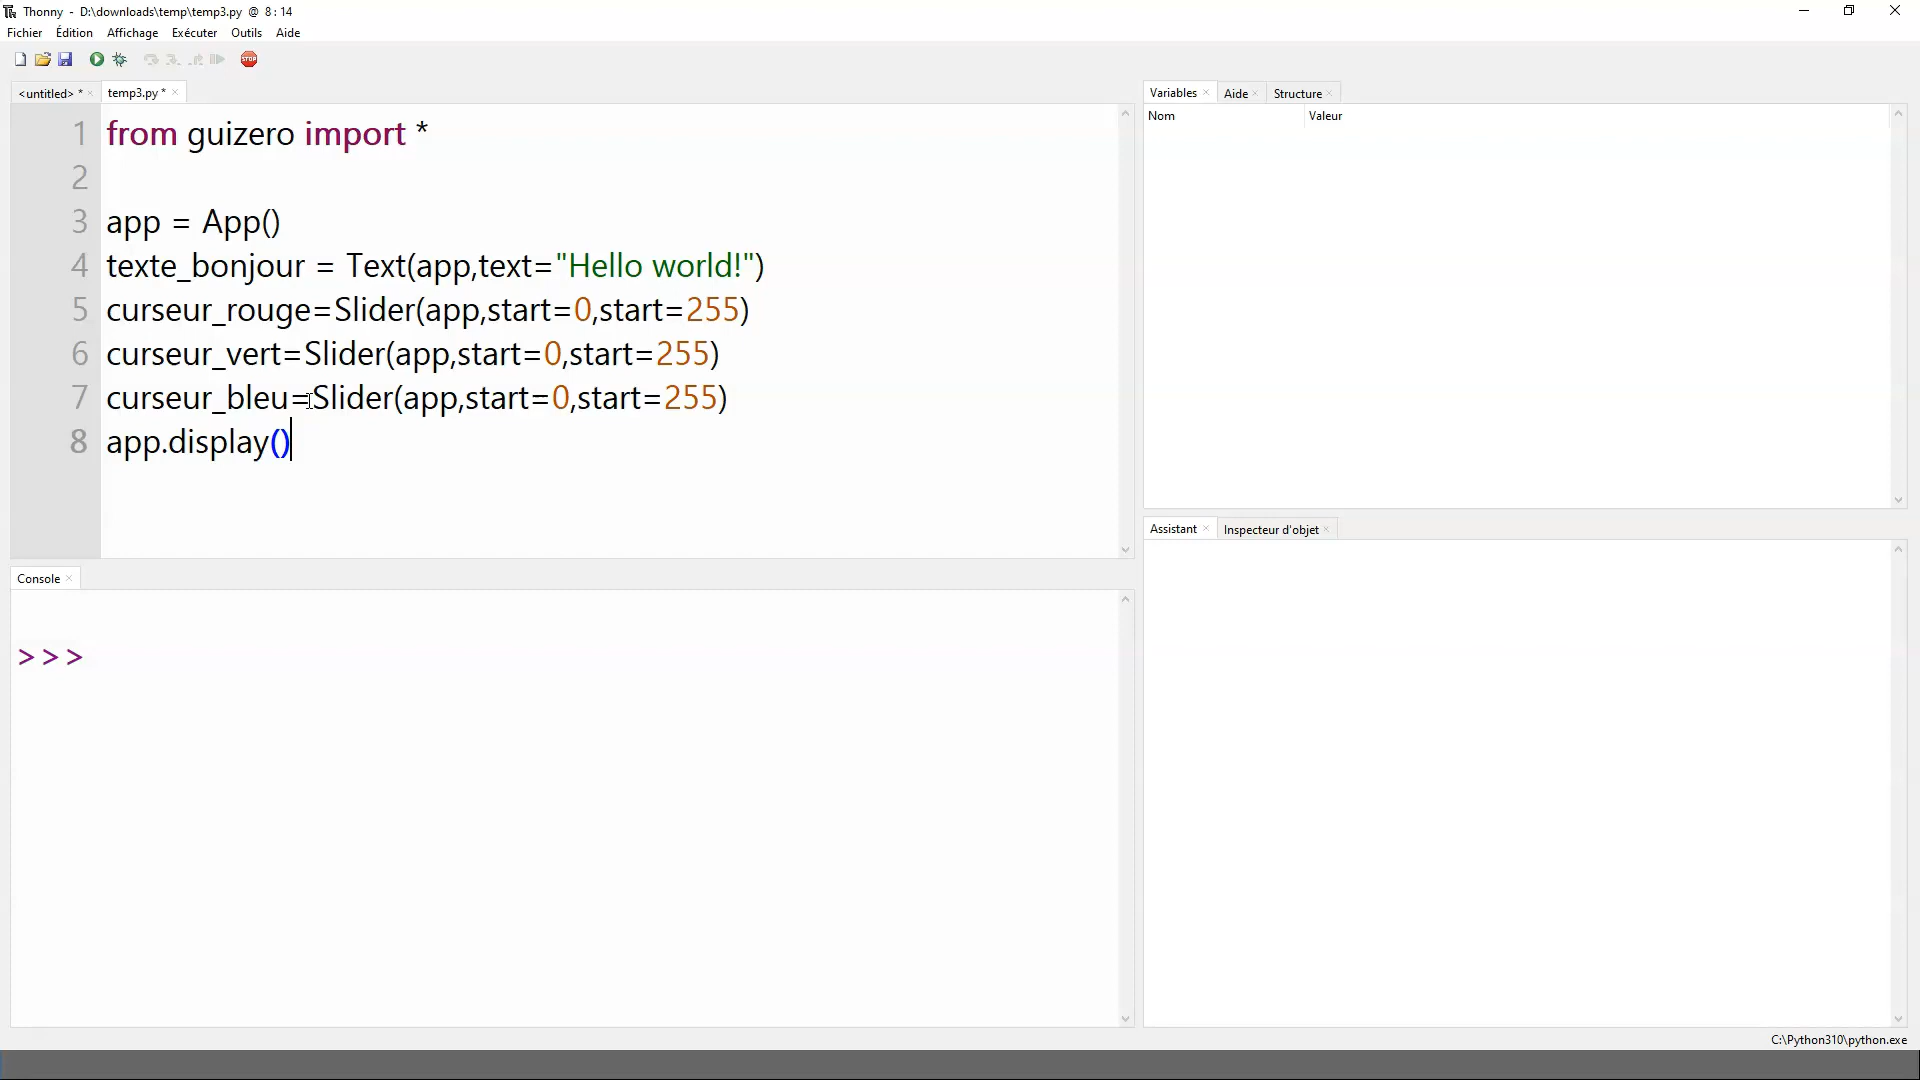 Thonny - D:\downloads\temp\temp3.py @ 8:14
Fichier Édition Affichage Exécuter Outils Aide
STOP
<untitled> * × temp3.py * ×
1 from guizero import *
2
3 app = App()
4 texte_bonjour = Text(app,text="Hello world!")
5 curseur_rouge=Slider(app,start=0,start=255)
6 curseur_vert=Slider(app,start=0,start=255)
7 curseur_bleu=Slider(app,start=0,start=255)
8 app.display()
Console ×
>>>
Variables × Aide × Structure ×
Nom Valeur
Assistant × Inspecteur d'objet ×
C:\Python310\python.exe